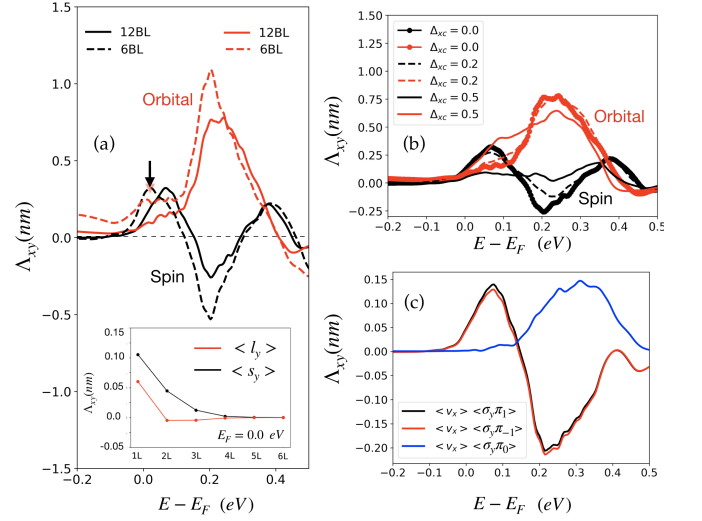 12BL
6BL
12BL
6BL
Orbital
(a)
Spin
1.5
1.0
0.5
0.0
−0.5
−1.0
−1.5
Λxy(nm)
−0.2
0.0
0.2
0.4
E − EF (eV)
0.15
0.10
0.05
0.00
−0.05
Λxy(nm)
< ly >
< sy >
EF = 0.0 eV
1L
2L
3L
4L
5L
6L
1.50
1.25
1.00
0.75
0.50
0.25
0.00
−0.25
Λxy(nm)
Δxc = 0.0
Δxc = 0.0
Δxc = 0.2
Δxc = 0.2
Δxc = 0.5
Δxc = 0.5
(b)
Orbital
Spin
−0.2
−0.1
0.0
0.1
0.2
0.3
0.4
0.5
E − EF (eV)
0.15
0.10
0.05
0.00
−0.05
−0.10
−0.15
−0.20
Λxy(nm)
(c)
< vx > < σyπ1 >
< vx > < σyπ−1 >
< vx > < σyπ0 >
−0.2
−0.1
0.0
0.1
0.2
0.3
0.4
0.5
E − EF (eV)